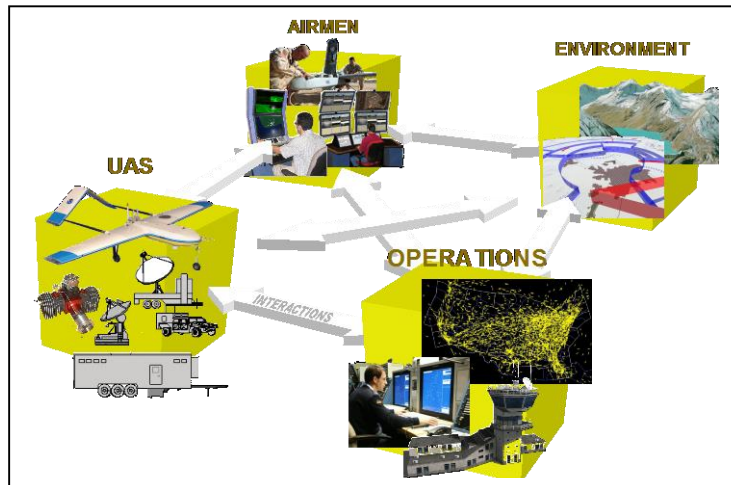 AIRMEN
ENVIRONMENT
UAS
OPERATIONS
INTERACTIONS